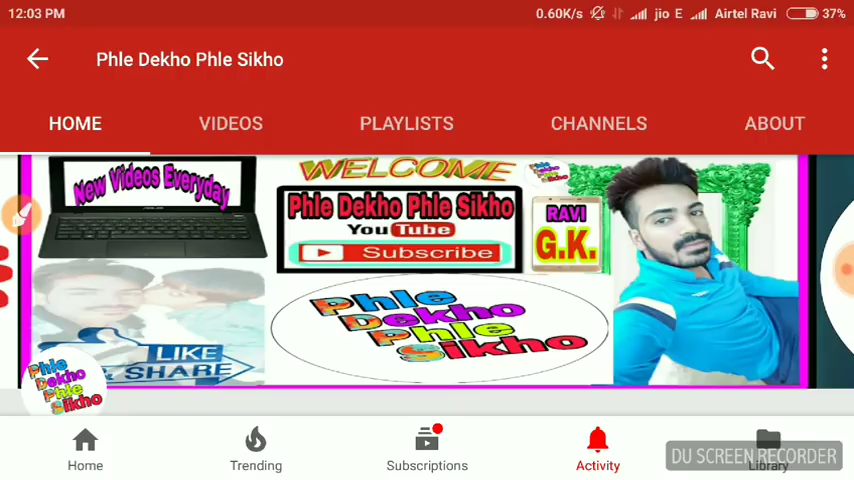 12:03 PM 0.60K/s jio E Airtel Ravi 37%
Phle Dekho Phle Sikho
HOME VIDEOS PLAYLISTS CHANNELS ABOUT
New Videos Everyday
WELCOME
Phle Dekho Phle Sikho
YouTube
Subscribe
RAVI
G.K.
Phle
Dekho
Phle
Sikho
LIKE
& SHARE
Phle
Dekho
Phle
Sikho
Home Trending Subscriptions Activity Library
DU SCREEN RECORDER